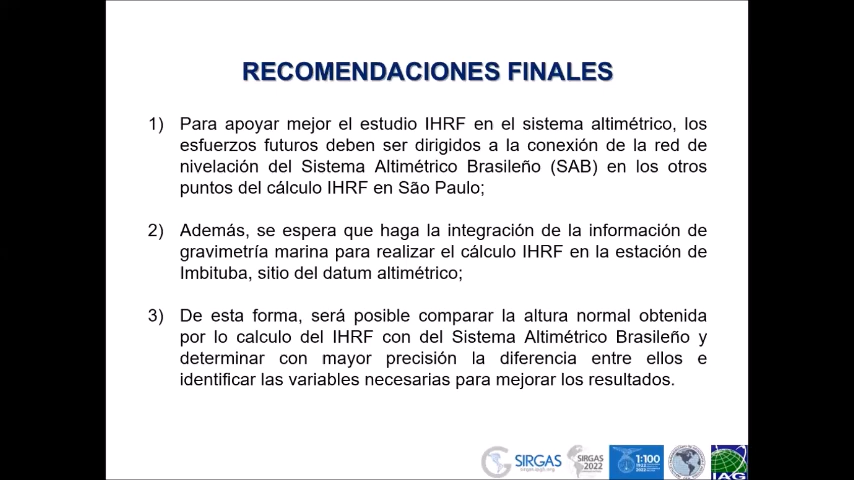 RECOMENDACIONES FINALES
1) Para apoyar mejor el estudio IHRF en el sistema altimétrico, los
esfuerzos futuros deben ser dirigidos a la conexión de la red de
nivelación del Sistema Altimétrico Brasileño (SAB) en los otros
puntos del cálculo IHRF en São Paulo;
2) Además, se espera que haga la integración de la información de
gravimetría marina para realizar el cálculo IHRF en la estación de
Imbituba, sitio del datum altimétrico;
3) De esta forma, será posible comparar la altura normal obtenida
por lo calculo del IHRF con del Sistema Altimétrico Brasileño y
determinar con mayor precisión la diferencia entre ellos e
identificar las variables necesarias para mejorar los resultados.
SIRGAS
SIRGAS
2022
1:100
IAG